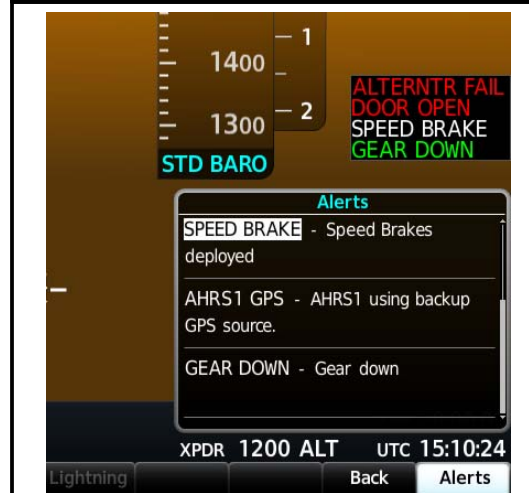 1
1400
2
1300
STD BARO
ALTERNTR FAIL
DOOR OPEN
SPEED BRAKE
GEAR DOWN
Alerts
SPEED BRAKE - Speed Brakes
deployed
AHRS1 GPS - AHRS1 using backup
GPS source.
GEAR DOWN - Gear down
XPDR 1200 ALT UTC 15:10:24
Lightning Back Alerts